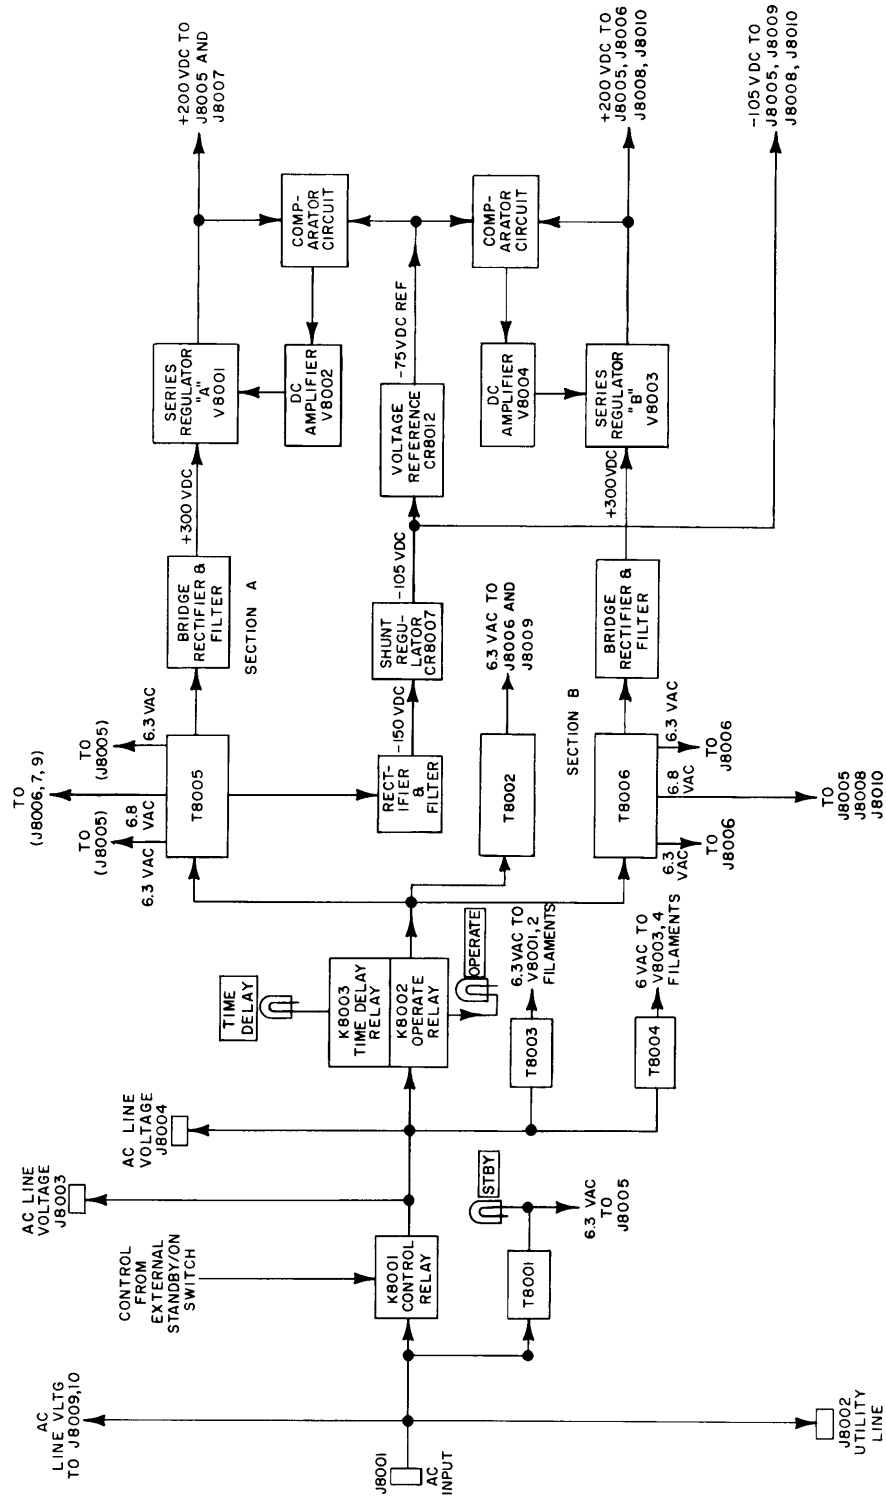 AC
LINE VLTG
TO J8009,10
J8001
AC
INPUT
J8002
UTILITY
LINE
CONTROL
FROM
EXTERNAL
STANDBY/ON
SWITCH
K8001
CONTROL
RELAY
T8001
STBY
6.3 VAC
TO
J8005
AC LINE
VOLTAGE
J8003
AC LINE
VOLTAGE
J8004
TIME
DELAY
K8003
TIME DELAY
RELAY
K8002
OPERATE
RELAY
OPERATE
T8003
6.3VAC TO
V8001,2
FILAMENTS
T8004
6 VAC TO
V8003,4
FILAMENTS
TO
(J8006,7,9)
TO
(J8005)
TO
(J8005)
6.3 VAC
6.8
VAC
6.3 VAC
T8005
BRIDGE
RECTIFIER &
FILTER
SECTION A
+300 VDC
SERIES
REGULATOR
"A"
V8001
DC
AMPLIFIER
V8002
COMP-
ARATOR
CIRCUIT
+200 VDC TO
J8005 AND
J8007
RECT-
IFIER
&
FILTER
-150 VDC
SHUNT
REGU-
LATOR
CR8007
-105 VDC
VOLTAGE
REFERENCE
CR8012
-75 VDC REF
T8002
6.3 VAC TO
J8006 AND
J8009
SECTION B
T8006
6.3
VAC
6.8
VAC
6.3 VAC
TO
J8006
TO
J8005
J8008
J8010
TO
J8006
BRIDGE
RECTIFIER &
FILTER
+300VDC
SERIES
REGULATOR
"B"
V8003
DC
AMPLIFIER
V8004
COMP-
ARATOR
CIRCUIT
+200 VDC TO
J8005, J8006
J8008, J8010
-105 VDC TO
J8005, J8009
J8008, J8010